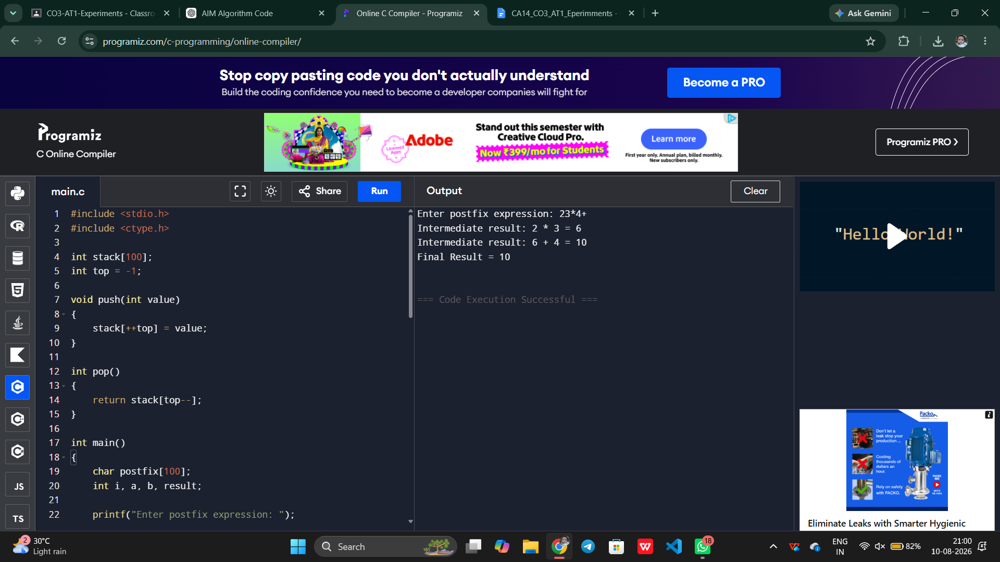 CO3-AT1-Experiments - Classro
AIM Algorithm Code
Online C Compiler - Programiz
CA14_CO3_AT1_Eperimments -
Ask Gemini
programiz.com/c-programming/online-compiler/
Stop copy pasting code you don't actually understand
Build the coding confidence you need to become a developer companies will fight for
Become a PRO
Programiz
C Online Compiler
Licensed Apps
Adobe
Stand out this semester with
Creative Cloud Pro.
Now ₹399/mo for Students
Learn more
First year only. Annual plan, billed monthly.
New subscribers only.
Programiz PRO ›
main.c
Share
Run
Output
Clear
1 #include <stdio.h>
2 #include <ctype.h>
3
4 int stack[100];
5 int top = -1;
6
7 void push(int value)
8 {
9 stack[++top] = value;
10 }
11
12 int pop()
13 {
14 return stack[top--];
15 }
16
17 int main()
18 {
19 char postfix[100];
20 int i, a, b, result;
21
22 printf("Enter postfix expression: ");
Enter postfix expression: 23*4+
Intermediate result: 2 * 3 = 6
Intermediate result: 6 + 4 = 10
Final Result = 10
=== Code Execution Successful ===
"Hello World!"
Packo
Don't let a
leak stop your
production ...
Costing
thousands of
dollars an
hour.
Rely on safety
with PACKO.
PACKO
WATCH
THE VIDEO
Eliminate Leaks with Smarter Hygienic
JS
TS
2
30°C
Light rain
Search
18
ENG
IN
82%
21:00
10-08-2026